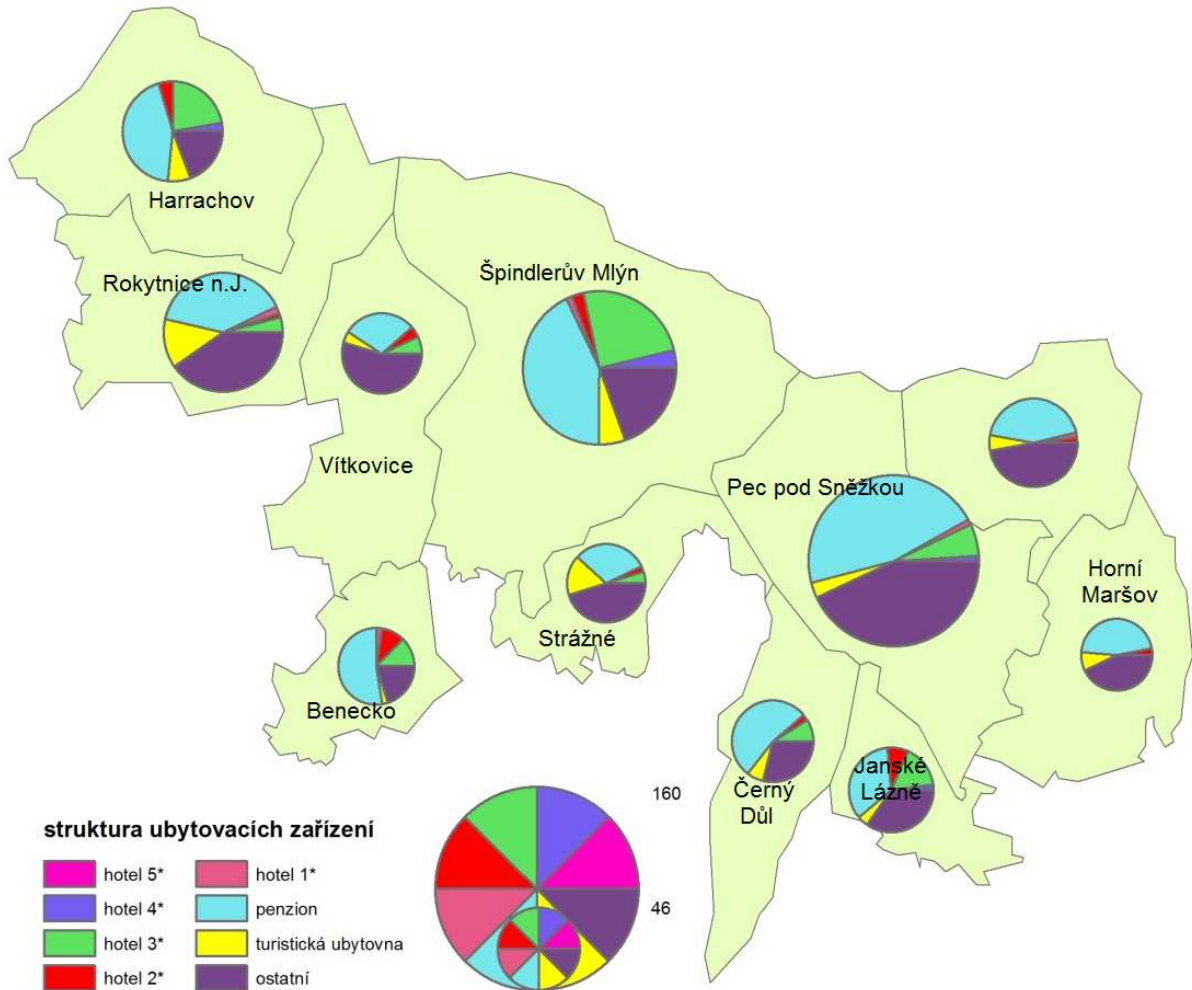 Harrachov
Rokytnice n.J.
Špindlerův Mlýn
Vítkovice
Pec pod Sněžkou
Horní
Maršov
Strážné
Benecko
Černý
Důl
Janské
Lázně
160
46
struktura ubytovacích zařízení
hotel 5*
hotel 4*
hotel 3*
hotel 2*
hotel 1*
penzion
turistická ubytovna
ostatní